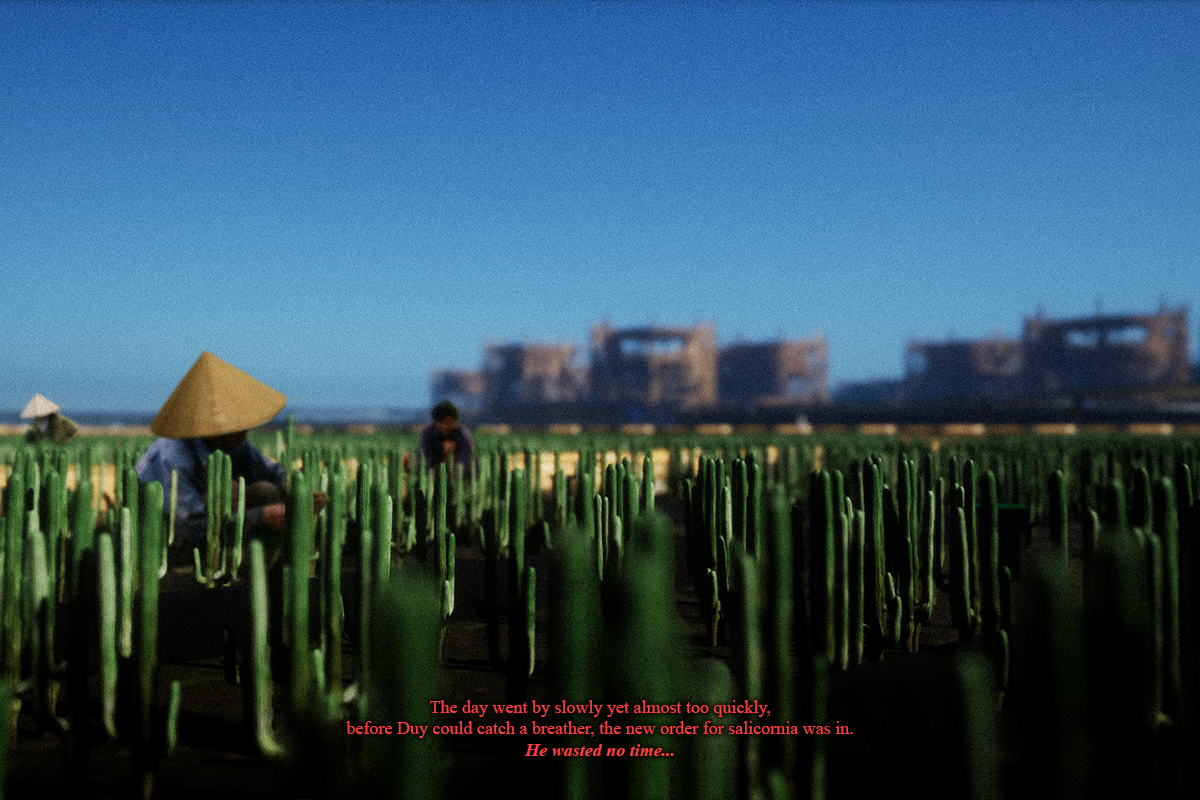 The day went by slowly yet almost too quickly,
before Duy could catch a breather, the new order for salicornia was in.
He wasted no time...